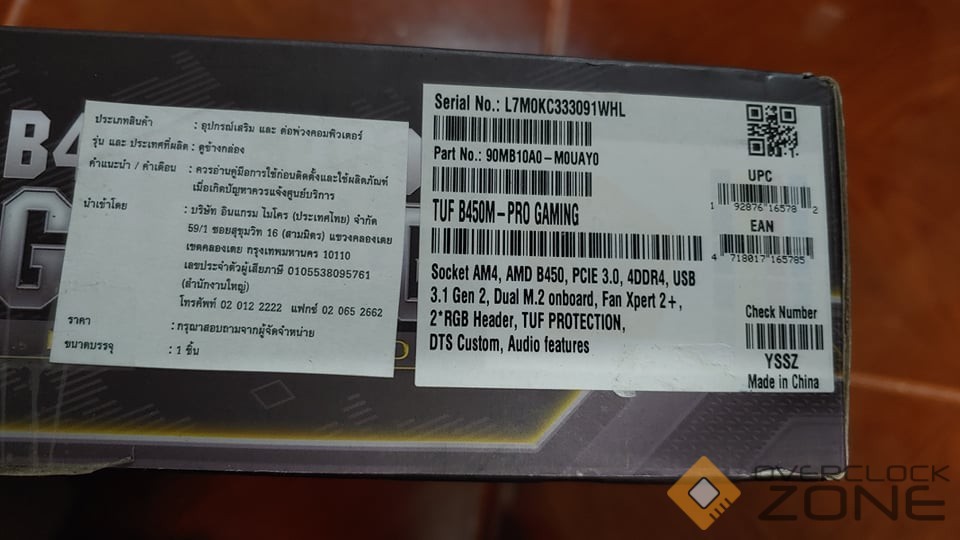 ประเภทสินค้า : อุปกรณ์เสริม และ ต่อพ่วงคอมพิวเตอร์
รุ่น และ ประเทศที่ผลิต : ดูข้างกล่อง
คำแนะนำ / คำเตือน : ควรอ่านคู่มือการใช้ก่อนติดตั้งและใช้ผลิตภัณฑ์
เมื่อเกิดปัญหาควรแจ้งศูนย์บริการ
นำเข้าโดย : บริษัท อินแกรม ไมโคร (ประเทศไทย) จำกัด
59/1 ซอยสุขุมวิท 16 (สามมิตร) แขวงคลองเตย
เขตคลองเตย กรุงเทพมหานคร 10110
เลขประจำตัวผู้เสียภาษี 0105538095761
(สำนักงานใหญ่)
โทรศัพท์ 02 012 2222 แฟกซ์ 02 065 2662
ราคา : กรุณาสอบถามจากผู้จัดจำหน่าย
ขนาดบรรจุ : 1 ชิ้น
Serial No.: L7M0KC333091WHL
Part No.: 90MB10A0-M0UAY0
TUF B450M-PRO GAMING
Socket AM4, AMD B450, PCIE 3.0, 4DDR4, USB
3.1 Gen 2, Dual M.2 onboard, Fan Xpert 2+,
2*RGB Header, TUF PROTECTION,
DTS Custom, Audio features
UPC
1 92876 16578 2
EAN
4 718017 165785
Check Number
YSSZ
Made in China
OVERCLOCK
ZONE